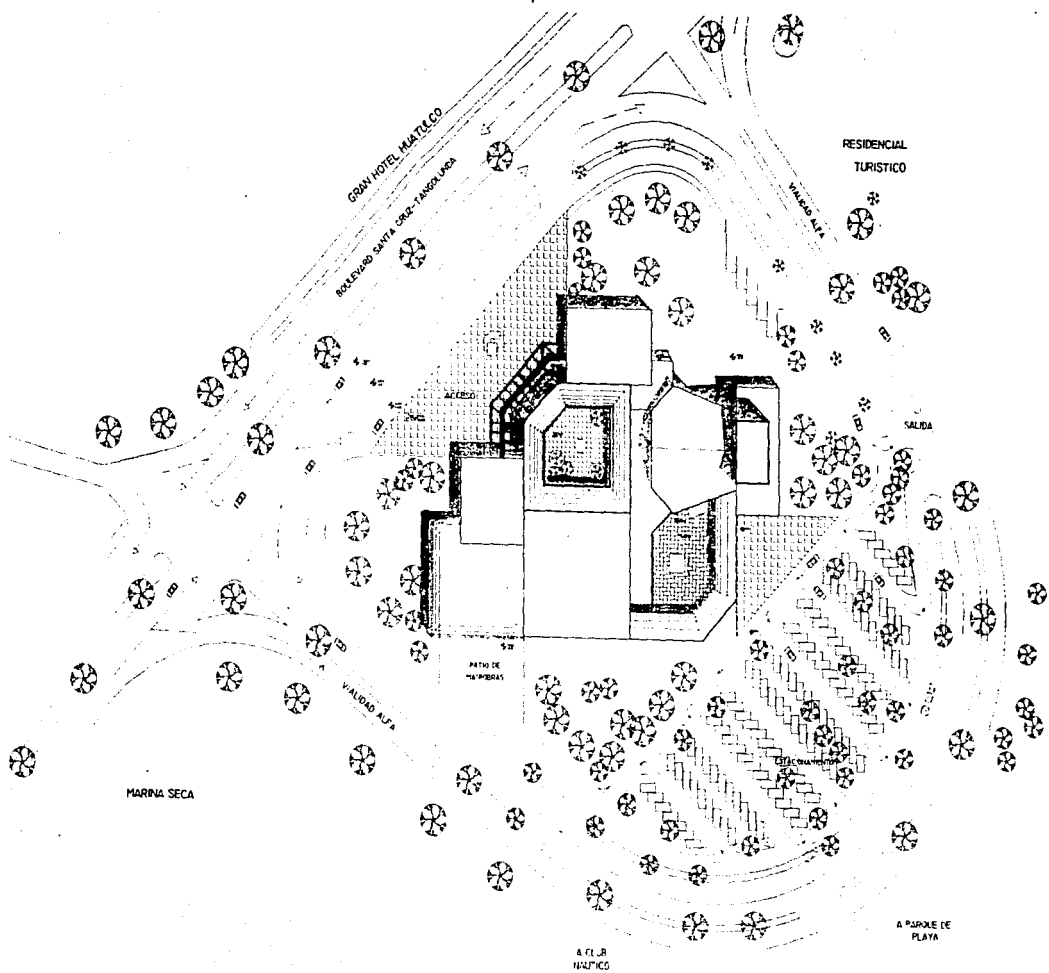 GRAN HOTEL HUATULCO
BOULEVARD SANTA CRUZ-TANGOLUNDA
RESIDENCIAL
TURISTICO
VIALIDAD ALFA
ACCESO
SALIDA
PATIO DE
MANIOBRAS
VIALIDAD ALFA
ESTACIONAMIENTO
MARINA SECA
A CLUB
NAUTICO
A PARQUE DE
PLAYA